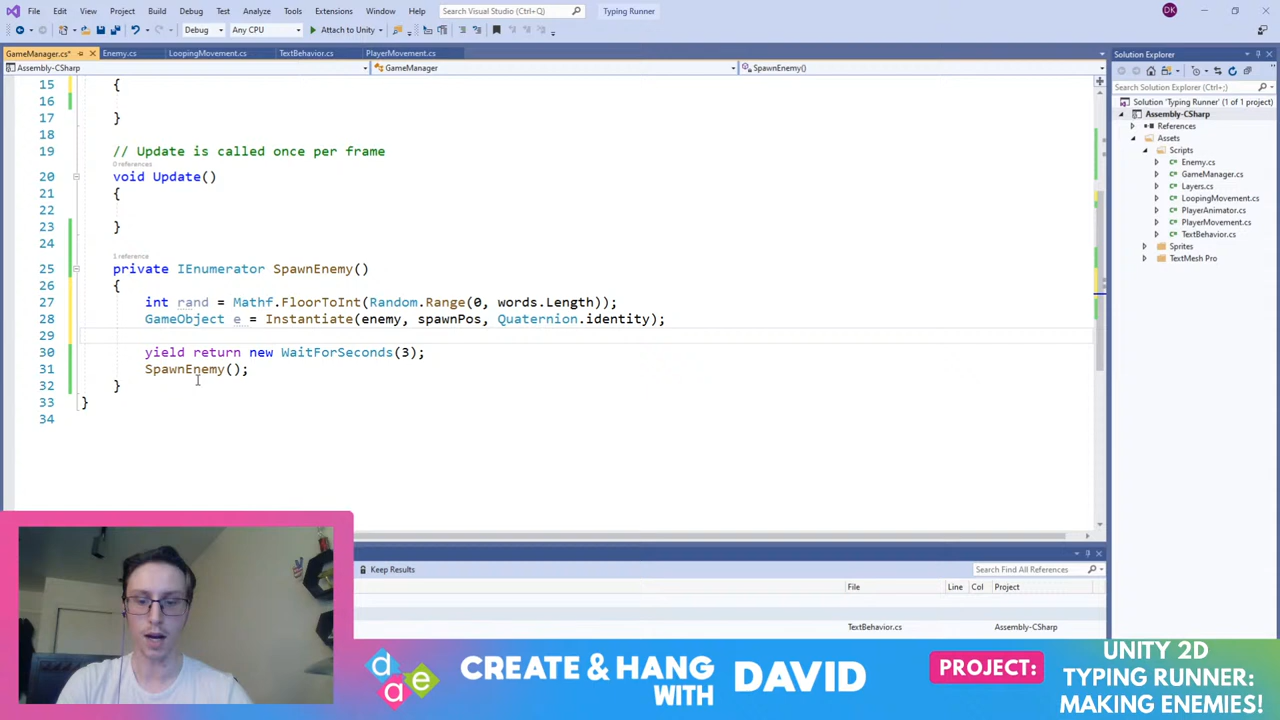 File Edit View Git Project Build Debug Test Analyze Tools Extensions Window Help Search Visual Studio (Ctrl+Q) Typing Runner DK
Debug Any CPU Attach to Unity
GameManager.cs* Enemy.cs LoopingMovement.cs TextBehavior.cs PlayerMovement.cs
Assembly-CSharp GameManager SpawnEnemy()
15 {
16
17 }
18
19 // Update is called once per frame
0 references
20 void Update()
21 {
22
23 }
24
1 reference
25 private IEnumerator SpawnEnemy()
26 {
27 int rand = Mathf.FloorToInt(Random.Range(0, words.Length));
28 GameObject e = Instantiate(enemy, spawnPos, Quaternion.identity);
29
30 yield return new WaitForSeconds(3);
31 SpawnEnemy();
32 }
33 }
34
Solution Explorer
Search Solution Explorer (Ctrl+;)
Solution 'Typing Runner' (1 of 1 project)
Assembly-CSharp
References
Assets
Scripts
Enemy.cs
GameManager.cs
Layers.cs
LoopingMovement.cs
PlayerAnimator.cs
PlayerMovement.cs
TextBehavior.cs
Sprites
TextMesh Pro
Keep Results Search Find All References
File Line Col Project
TextBehavior.cs Assembly-CSharp
dae
CREATE & HANG
WITH
DAVID
PROJECT:
UNITY 2D
TYPING RUNNER:
MAKING ENEMIES!